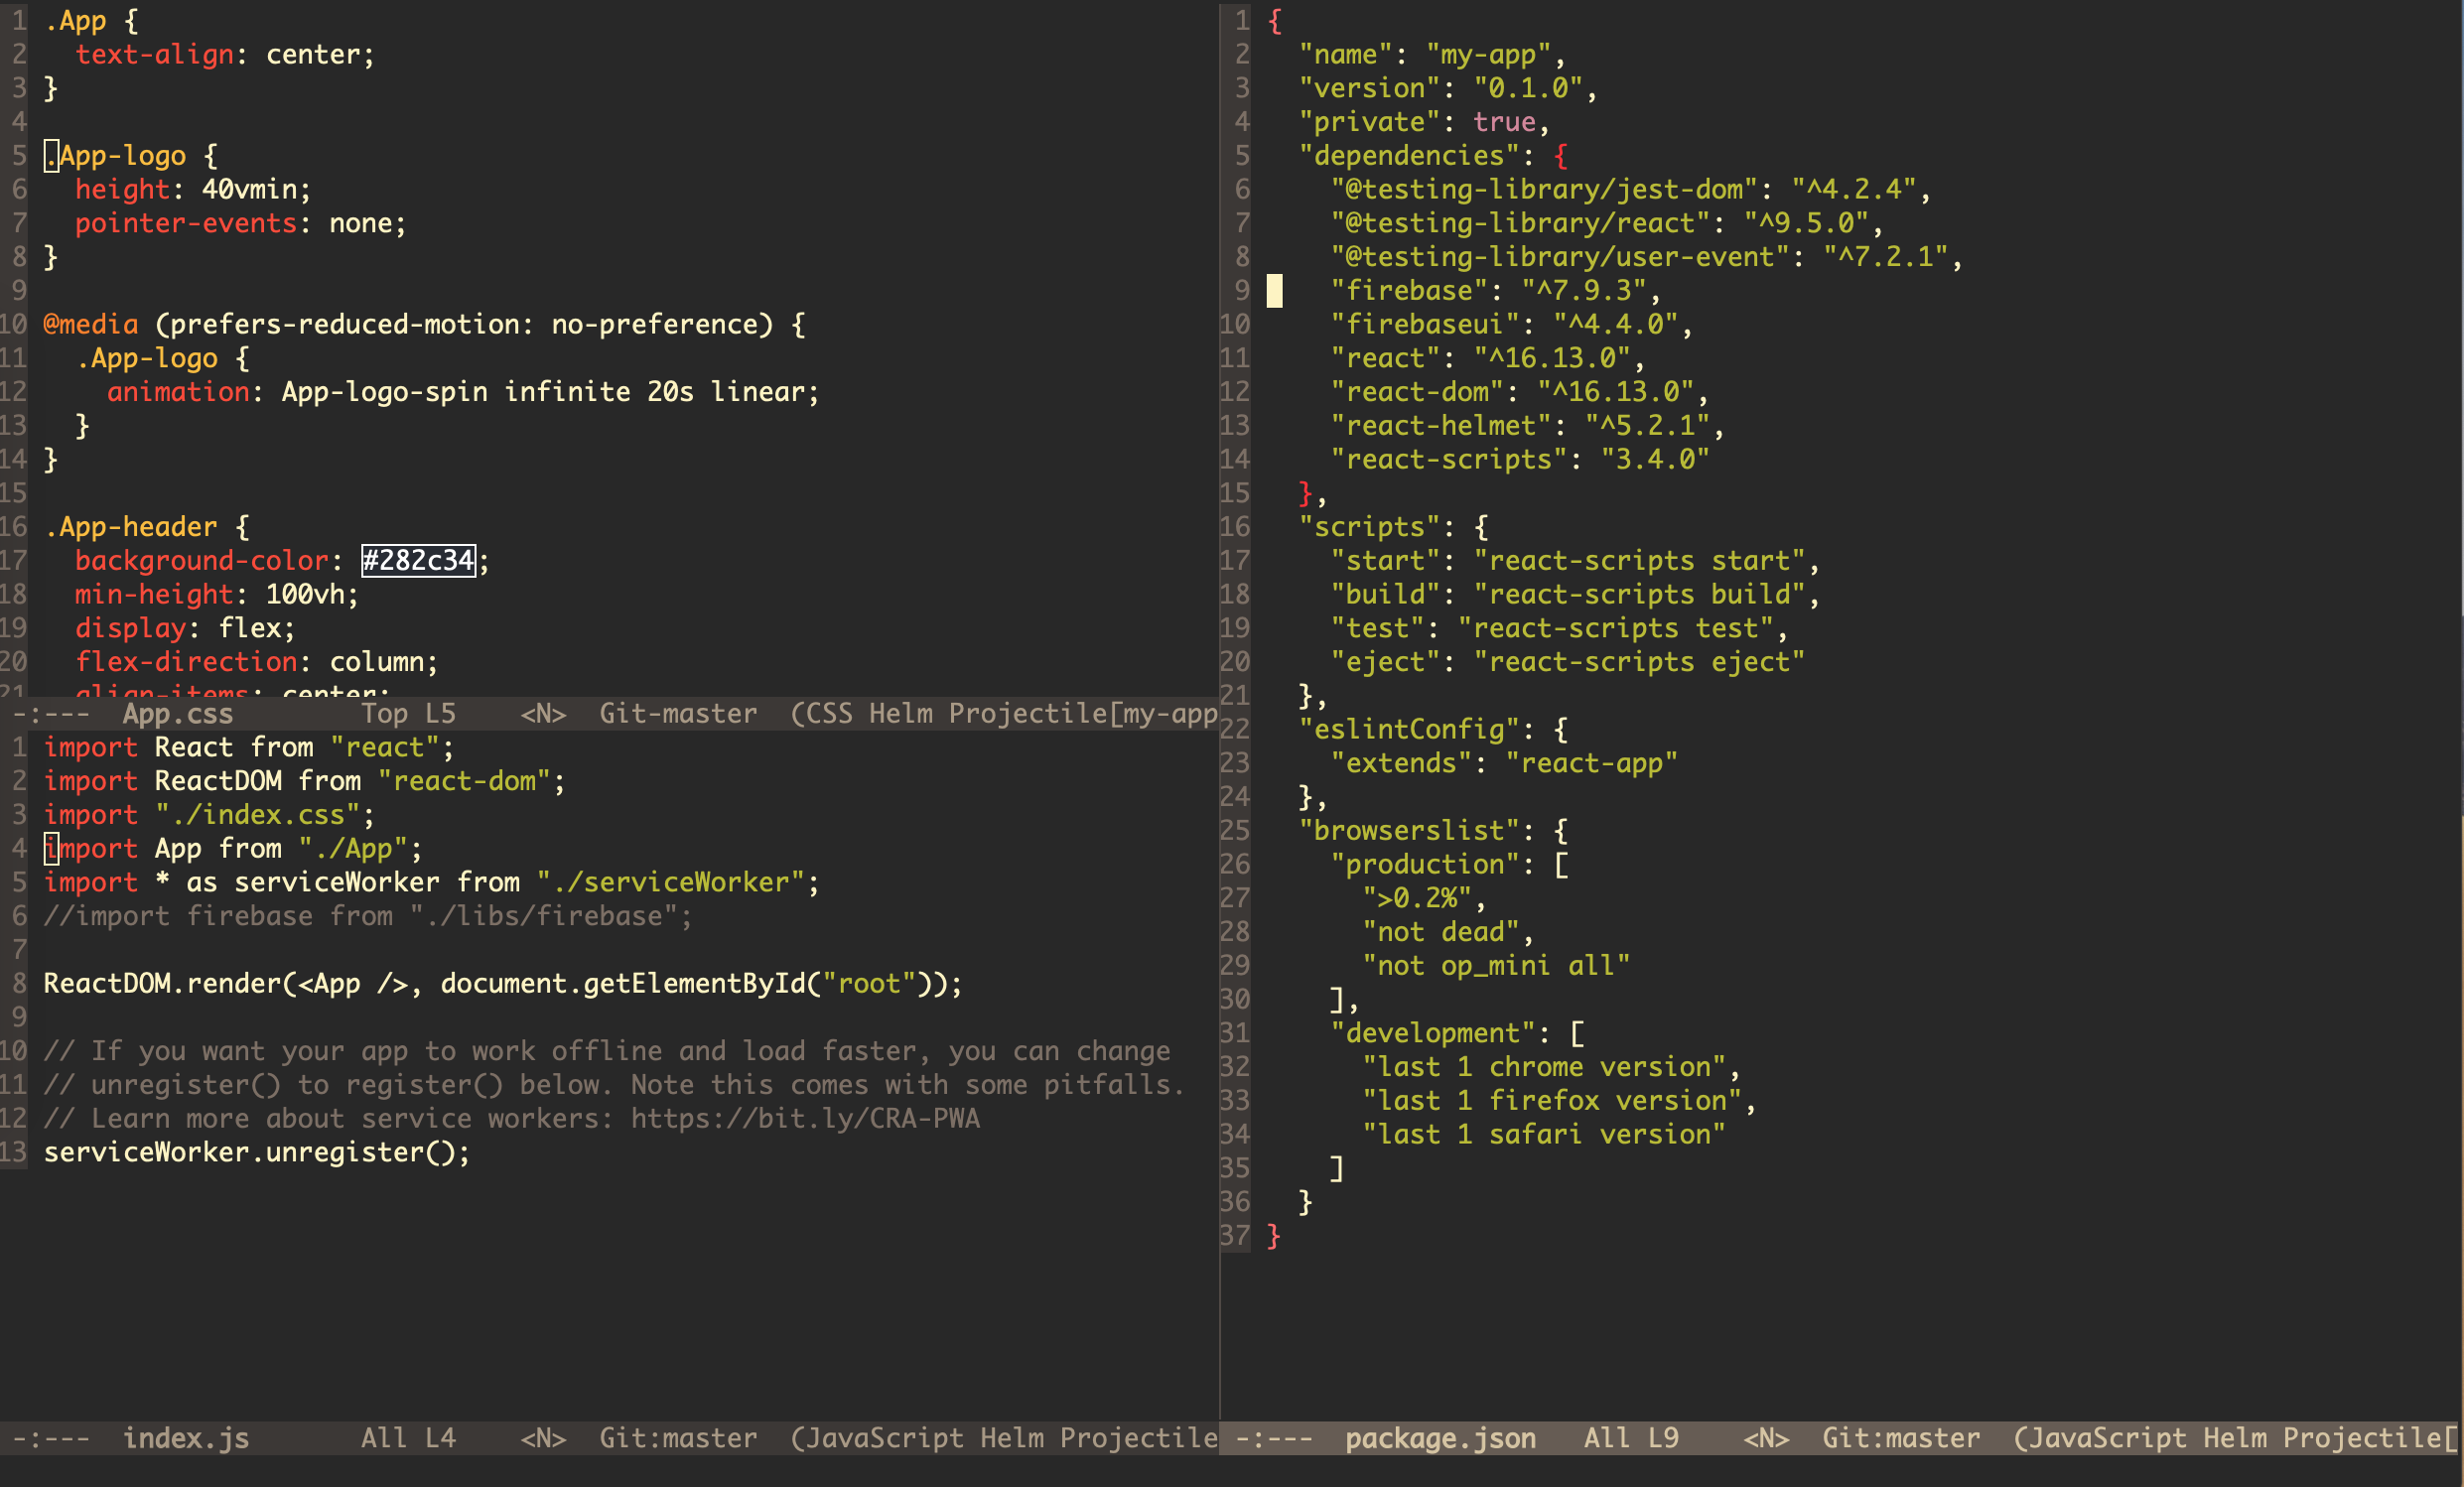 1 .App {
2   text-align: center;
3 }
4
5 .App-logo {
6   height: 40vmin;
7   pointer-events: none;
8 }
9
10 @media (prefers-reduced-motion: no-preference) {
11   .App-logo {
12     animation: App-logo-spin infinite 20s linear;
13   }
14 }
15
16 .App-header {
17   background-color: #282c34;
18   min-height: 100vh;
19   display: flex;
20   flex-direction: column;
21   align-items: center;
-:---  App.css        Top L5    <N>  Git-master  (CSS Helm Projectile[my-app
1 import React from "react";
2 import ReactDOM from "react-dom";
3 import "./index.css";
4 import App from "./App";
5 import * as serviceWorker from "./serviceWorker";
6 //import firebase from "./libs/firebase";
7
8 ReactDOM.render(<App />, document.getElementById("root"));
9
10 // If you want your app to work offline and load faster, you can change
11 // unregister() to register() below. Note this comes with some pitfalls.
12 // Learn more about service workers: https://bit.ly/CRA-PWA
13 serviceWorker.unregister();
-:---  index.js       All L4    <N>  Git:master  (JavaScript Helm Projectile
1 {
2   "name": "my-app",
3   "version": "0.1.0",
4   "private": true,
5   "dependencies": {
6     "@testing-library/jest-dom": "^4.2.4",
7     "@testing-library/react": "^9.5.0",
8     "@testing-library/user-event": "^7.2.1",
9     "firebase": "^7.9.3",
10     "firebaseui": "^4.4.0",
11     "react": "^16.13.0",
12     "react-dom": "^16.13.0",
13     "react-helmet": "^5.2.1",
14     "react-scripts": "3.4.0"
15   },
16   "scripts": {
17     "start": "react-scripts start",
18     "build": "react-scripts build",
19     "test": "react-scripts test",
20     "eject": "react-scripts eject"
21   },
22   "eslintConfig": {
23     "extends": "react-app"
24   },
25   "browserslist": {
26     "production": [
27       ">0.2%",
28       "not dead",
29       "not op_mini all"
30     ],
31     "development": [
32       "last 1 chrome version",
33       "last 1 firefox version",
34       "last 1 safari version"
35     ]
36   }
37 }
-:---  package.json   All L9    <N>  Git:master  (JavaScript Helm Projectile[